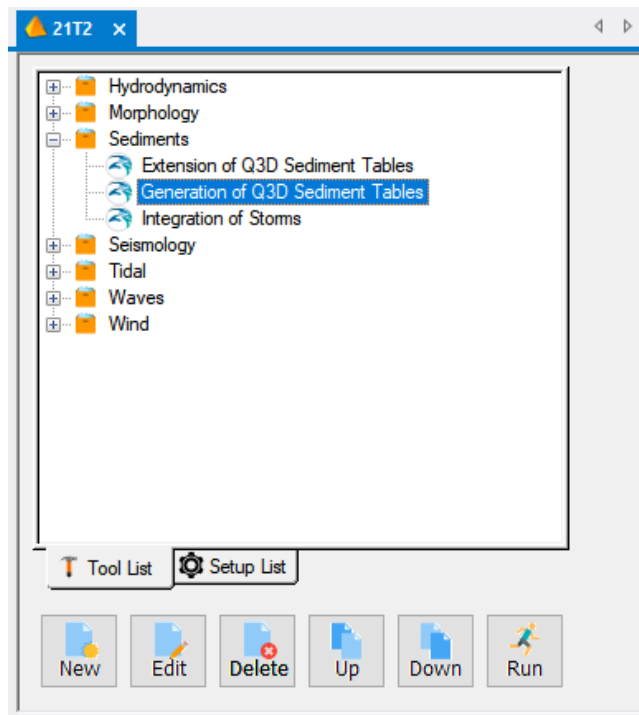 21T2
Hydrodynamics
Morphology
Sediments
Extension of Q3D Sediment Tables
Generation of Q3D Sediment Tables
Integration of Storms
Seismology
Tidal
Waves
Wind
Tool List Setup List
New Edit Delete Up Down Run